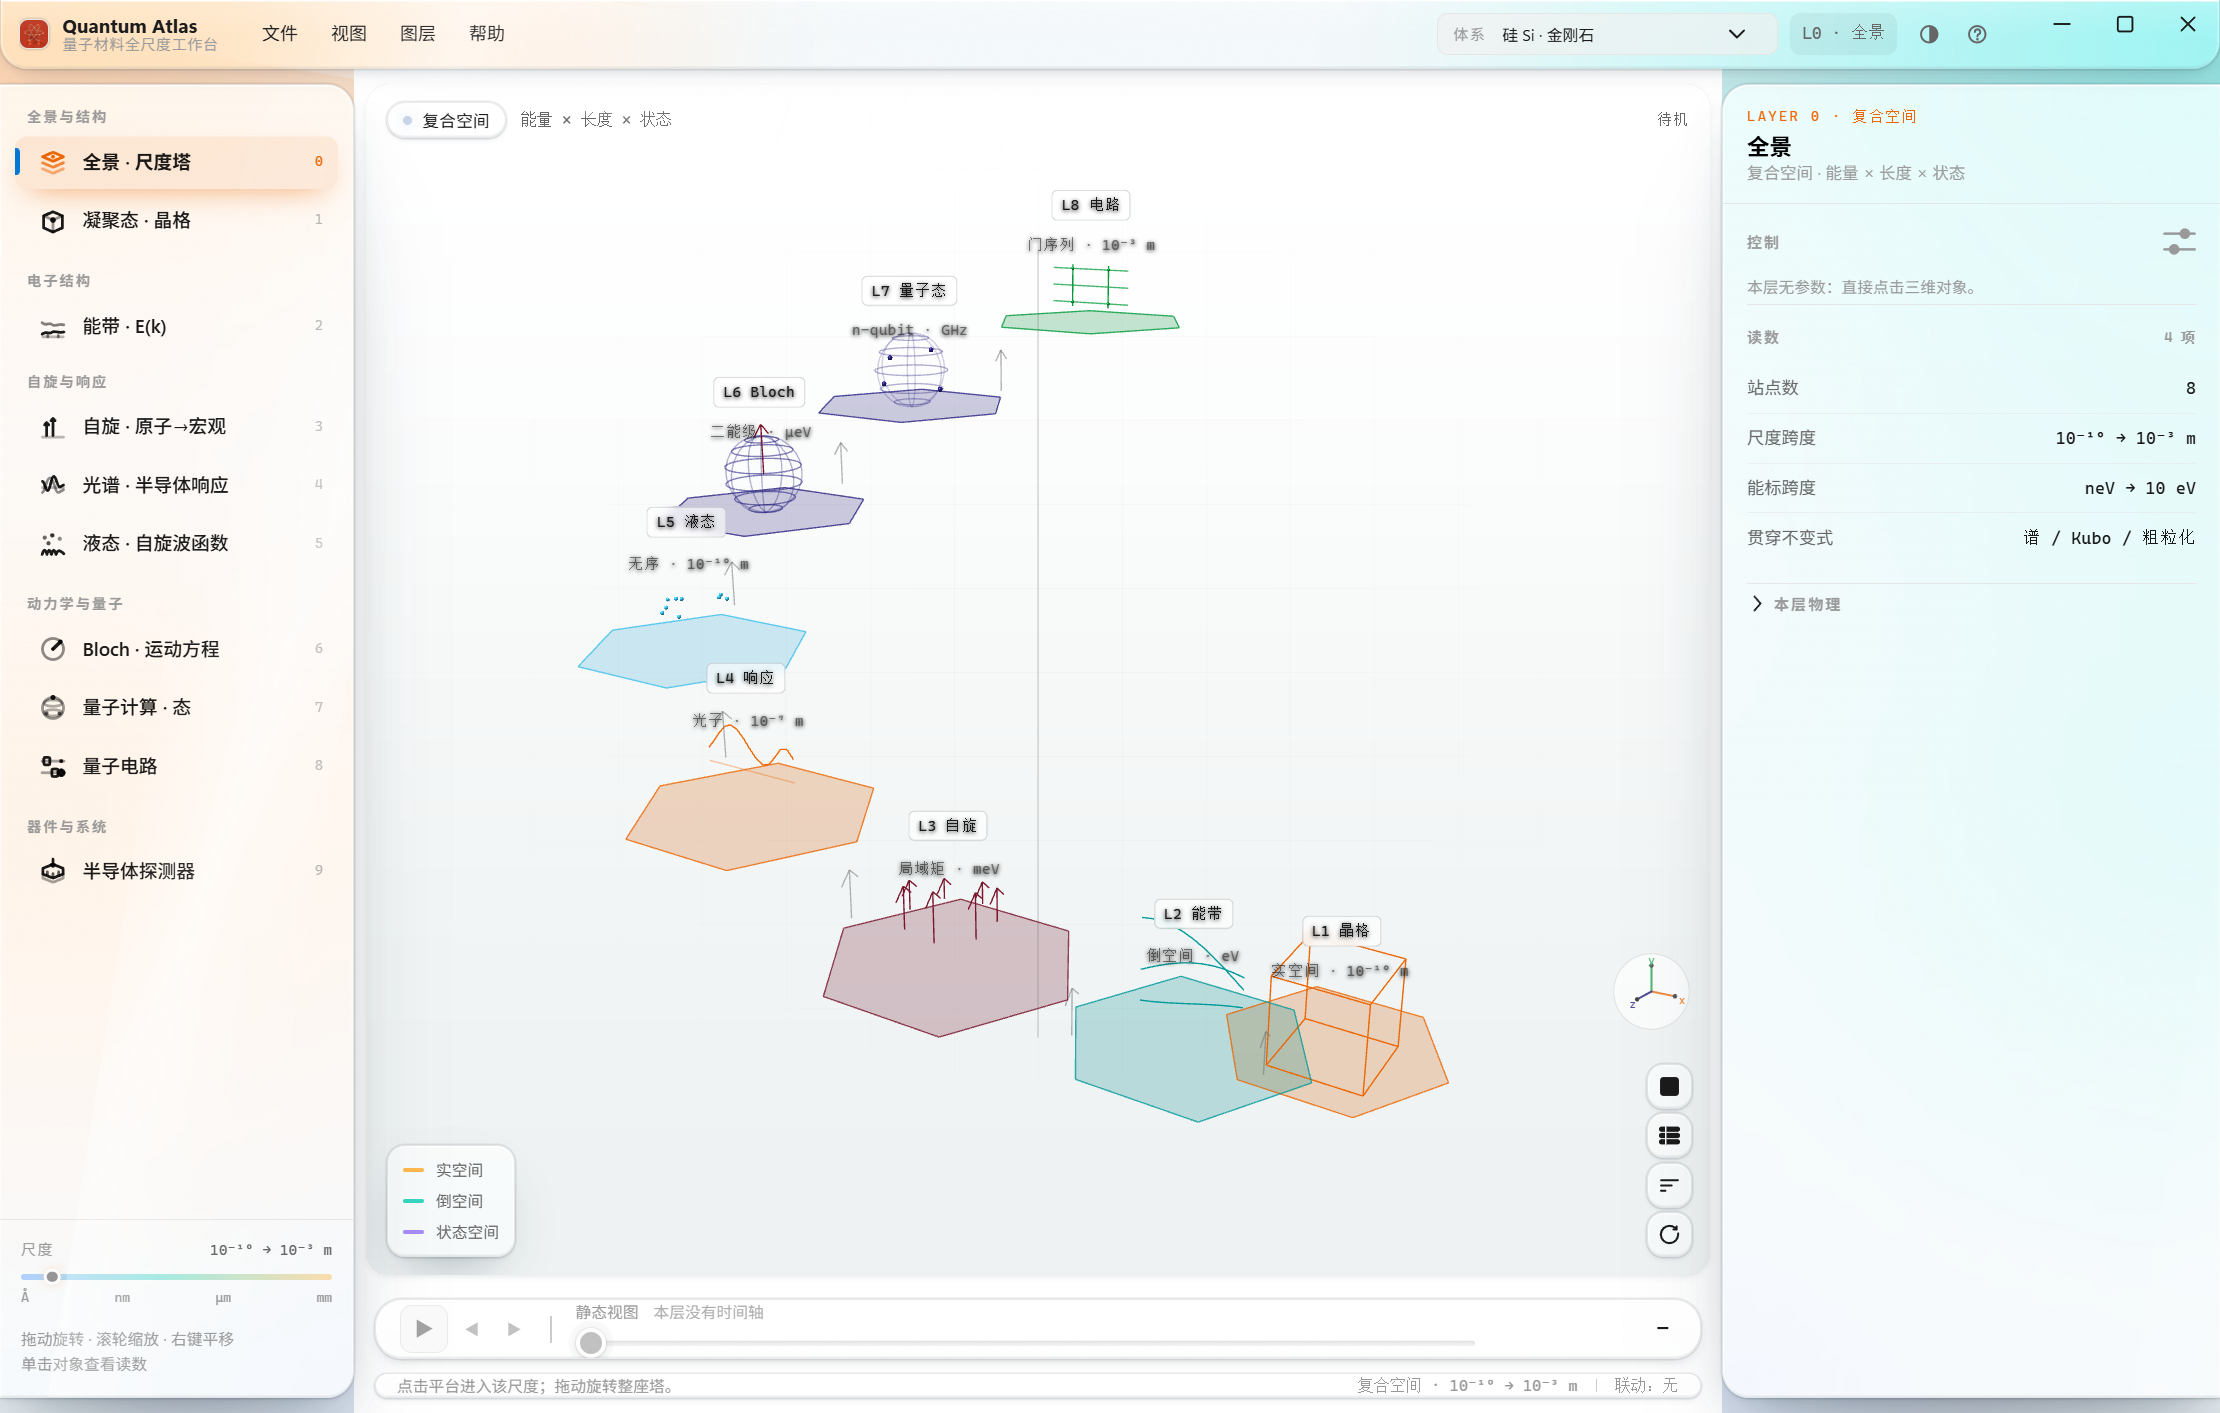 Quantum Atlas
量子材料全尺度工作台
文件 视图 图层 帮助
体系 硅 Si · 金刚石
L0 · 全景
全景与结构
全景 · 尺度塔 0
凝聚态 · 晶格 1
电子结构
能带 · E(k) 2
自旋与响应
自旋 · 原子→宏观 3
光谱 · 半导体响应 4
液态 · 自旋波函数 5
动力学与量子
Bloch · 运动方程 6
量子计算 · 态 7
量子电路 8
器件与系统
半导体探测器 9
尺度 10⁻¹⁰ → 10⁻³ m
Å nm μm mm
拖动旋转 · 滚轮缩放 · 右键平移
单击对象查看读数
复合空间 能量 × 长度 × 状态
待机
L8 电路
门序列 · 10⁻³ m
L7 量子态
n-qubit · GHz
L6 Bloch
二能级 · μeV
L5 液态
无序 · 10⁻¹⁰ m
L4 响应
光子 · 10⁻⁷ m
L3 自旋
局域矩 · meV
L2 能带
倒空间 · eV
L1 晶格
实空间 · 10⁻¹⁰ m
y
x
z
实空间
倒空间
状态空间
静态视图 本层没有时间轴
点击平台进入该尺度；拖动旋转整座塔。
复合空间 · 10⁻¹⁰ → 10⁻³ m 联动：无
LAYER 0 · 复合空间
全景
复合空间 · 能量 × 长度 × 状态
控制
本层无参数：直接点击三维对象。
读数 4 项
站点数 8
尺度跨度 10⁻¹⁰ → 10⁻³ m
能标跨度 neV → 10 eV
贯穿不变式 谱 / Kubo / 粗粒化
本层物理